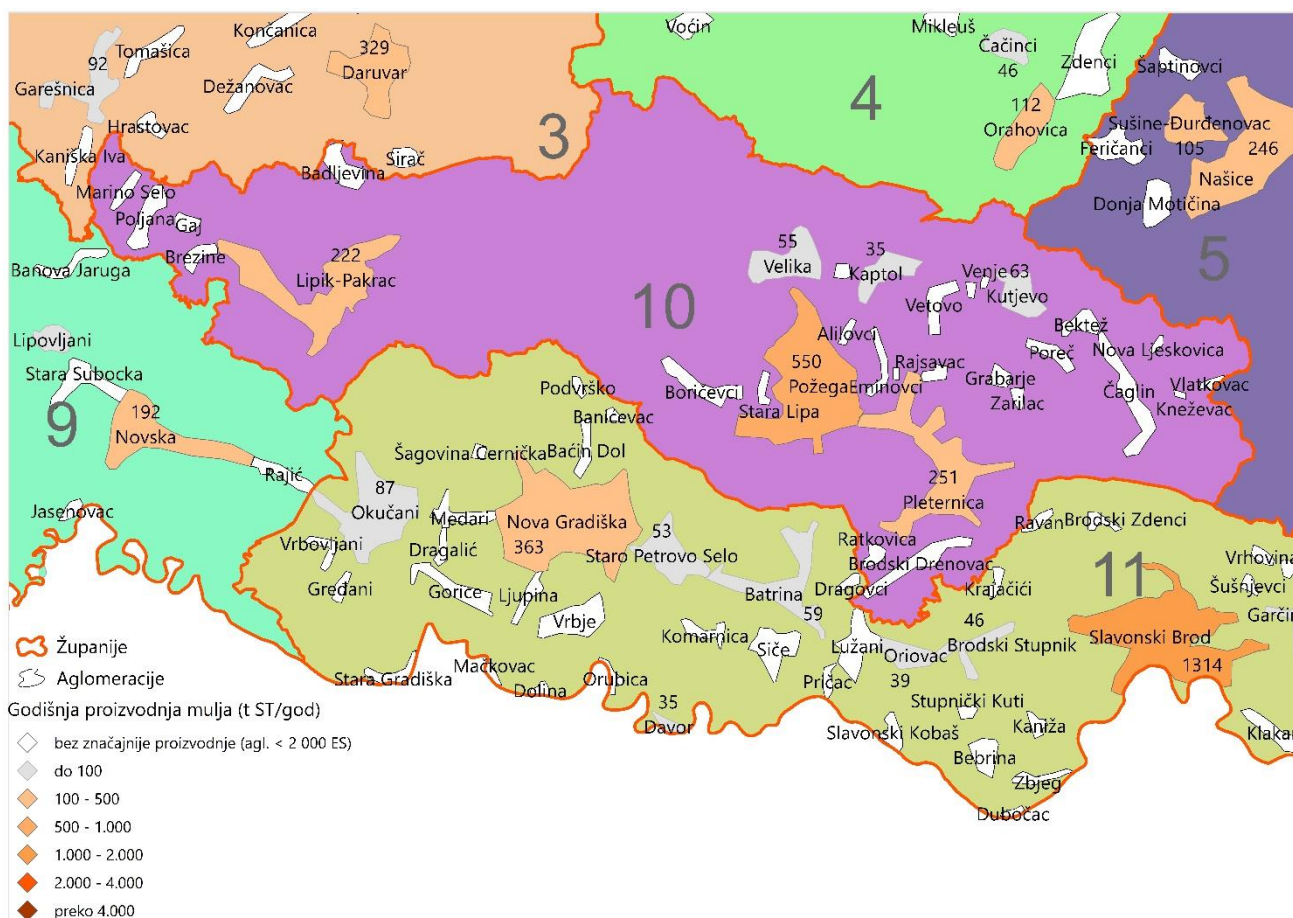 Končanica
Voćin
Mikleuš
Tomašica
329
Čačinci
92
Daruvar
46
Zdenci
Šaptinovci
Garešnica
Dežanovac
4
112
Orahovica
Sušine-Đurđenovac
Hrastovac
3
Feričanci
105
246
Kaniška Iva
Sirač
Badljevina
Našice
Marino Selo
Donja Motičina
Poljana
Gaj
5
55
35
Brezine
222
Velika
Kaptol
Venje
63
Banova Jaruga
Lipik-Pakrac
Kutjevo
10
Vetovo
Lipovljani
Alilovci
Bektež
Nova Ljeskovica
Stara Subocka
550
Rajsavac
Poreč
Podvrško
Borićevci
Požega
Eminovci
Grabarje
Čaglin
Vlatkovac
9
192
Stara Lipa
Zarilac
Kneževac
Novska
Baničevac
Šagovina Cernička
Baćin Dol
Rajić
87
251
Okučani
Pleternica
Jasenovac
Medari
Nova Gradiška
Ravan
Brodski Zdenci
Vrbovljani
Dragalić
363
Staro Petrovo Selo
53
Ratkovica
Brodski Drenovac
Vrhovina
Gređani
Gorice
Ljupina
Batrina
Dragovci
Krajačići
11
Šušnjevci
Vrbje
59
46
Garčin
Komarnica
Siče
Lužani
Oriovac
Brodski Stupnik
Slavonski Brod
Mačkovac
1314
Stara Gradiška
Dolina
Orubica
Pričac
39
35
Stupnički Kuti
Davor
Slavonski Kobaš
Kaniža
Klakar
Bebrina
Zbjeg
Dubočac
Županije
Aglomeracije
Godišnja proizvodnja mulja (t ST/god)
bez značajnije proizvodnje (agl. < 2 000 ES)
do 100
100 - 500
500 - 1.000
1.000 - 2.000
2.000 - 4.000
preko 4.000